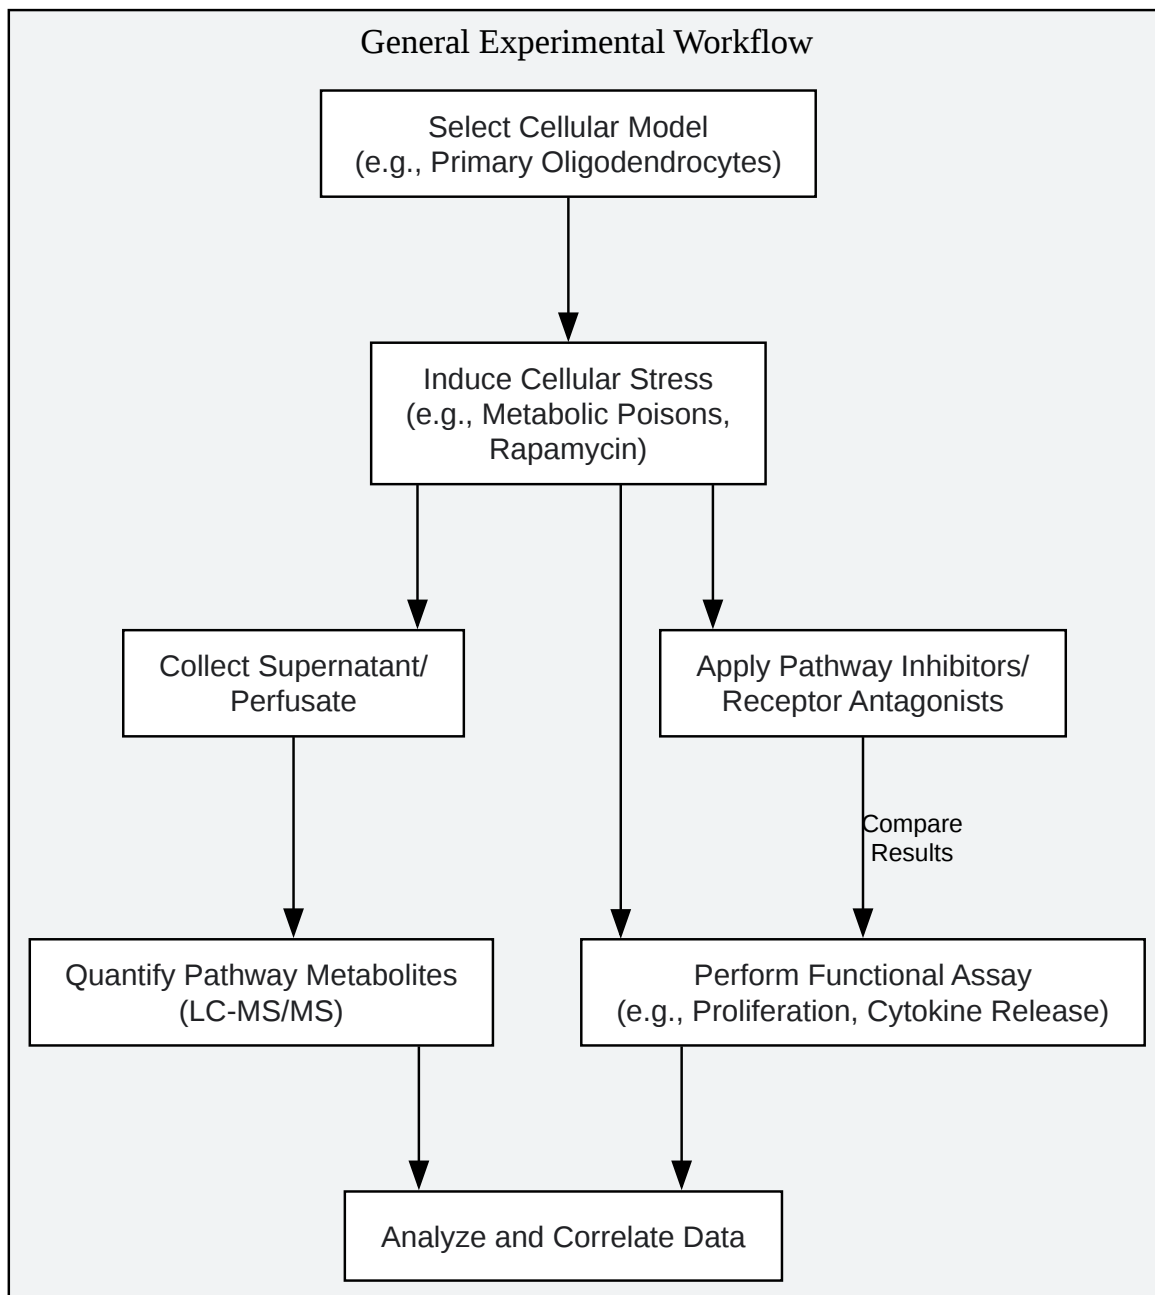 General Experimental Workflow
Select Cellular Model
(e.g., Primary Oligodendrocytes)
Induce Cellular Stress
(e.g., Metabolic Poisons,
Rapamycin)
Collect Supernatant/
Perfusate
Apply Pathway Inhibitors/
Receptor Antagonists
Compare
Results
Quantify Pathway Metabolites
(LC-MS/MS)
Perform Functional Assay
(e.g., Proliferation, Cytokine Release)
Analyze and Correlate Data